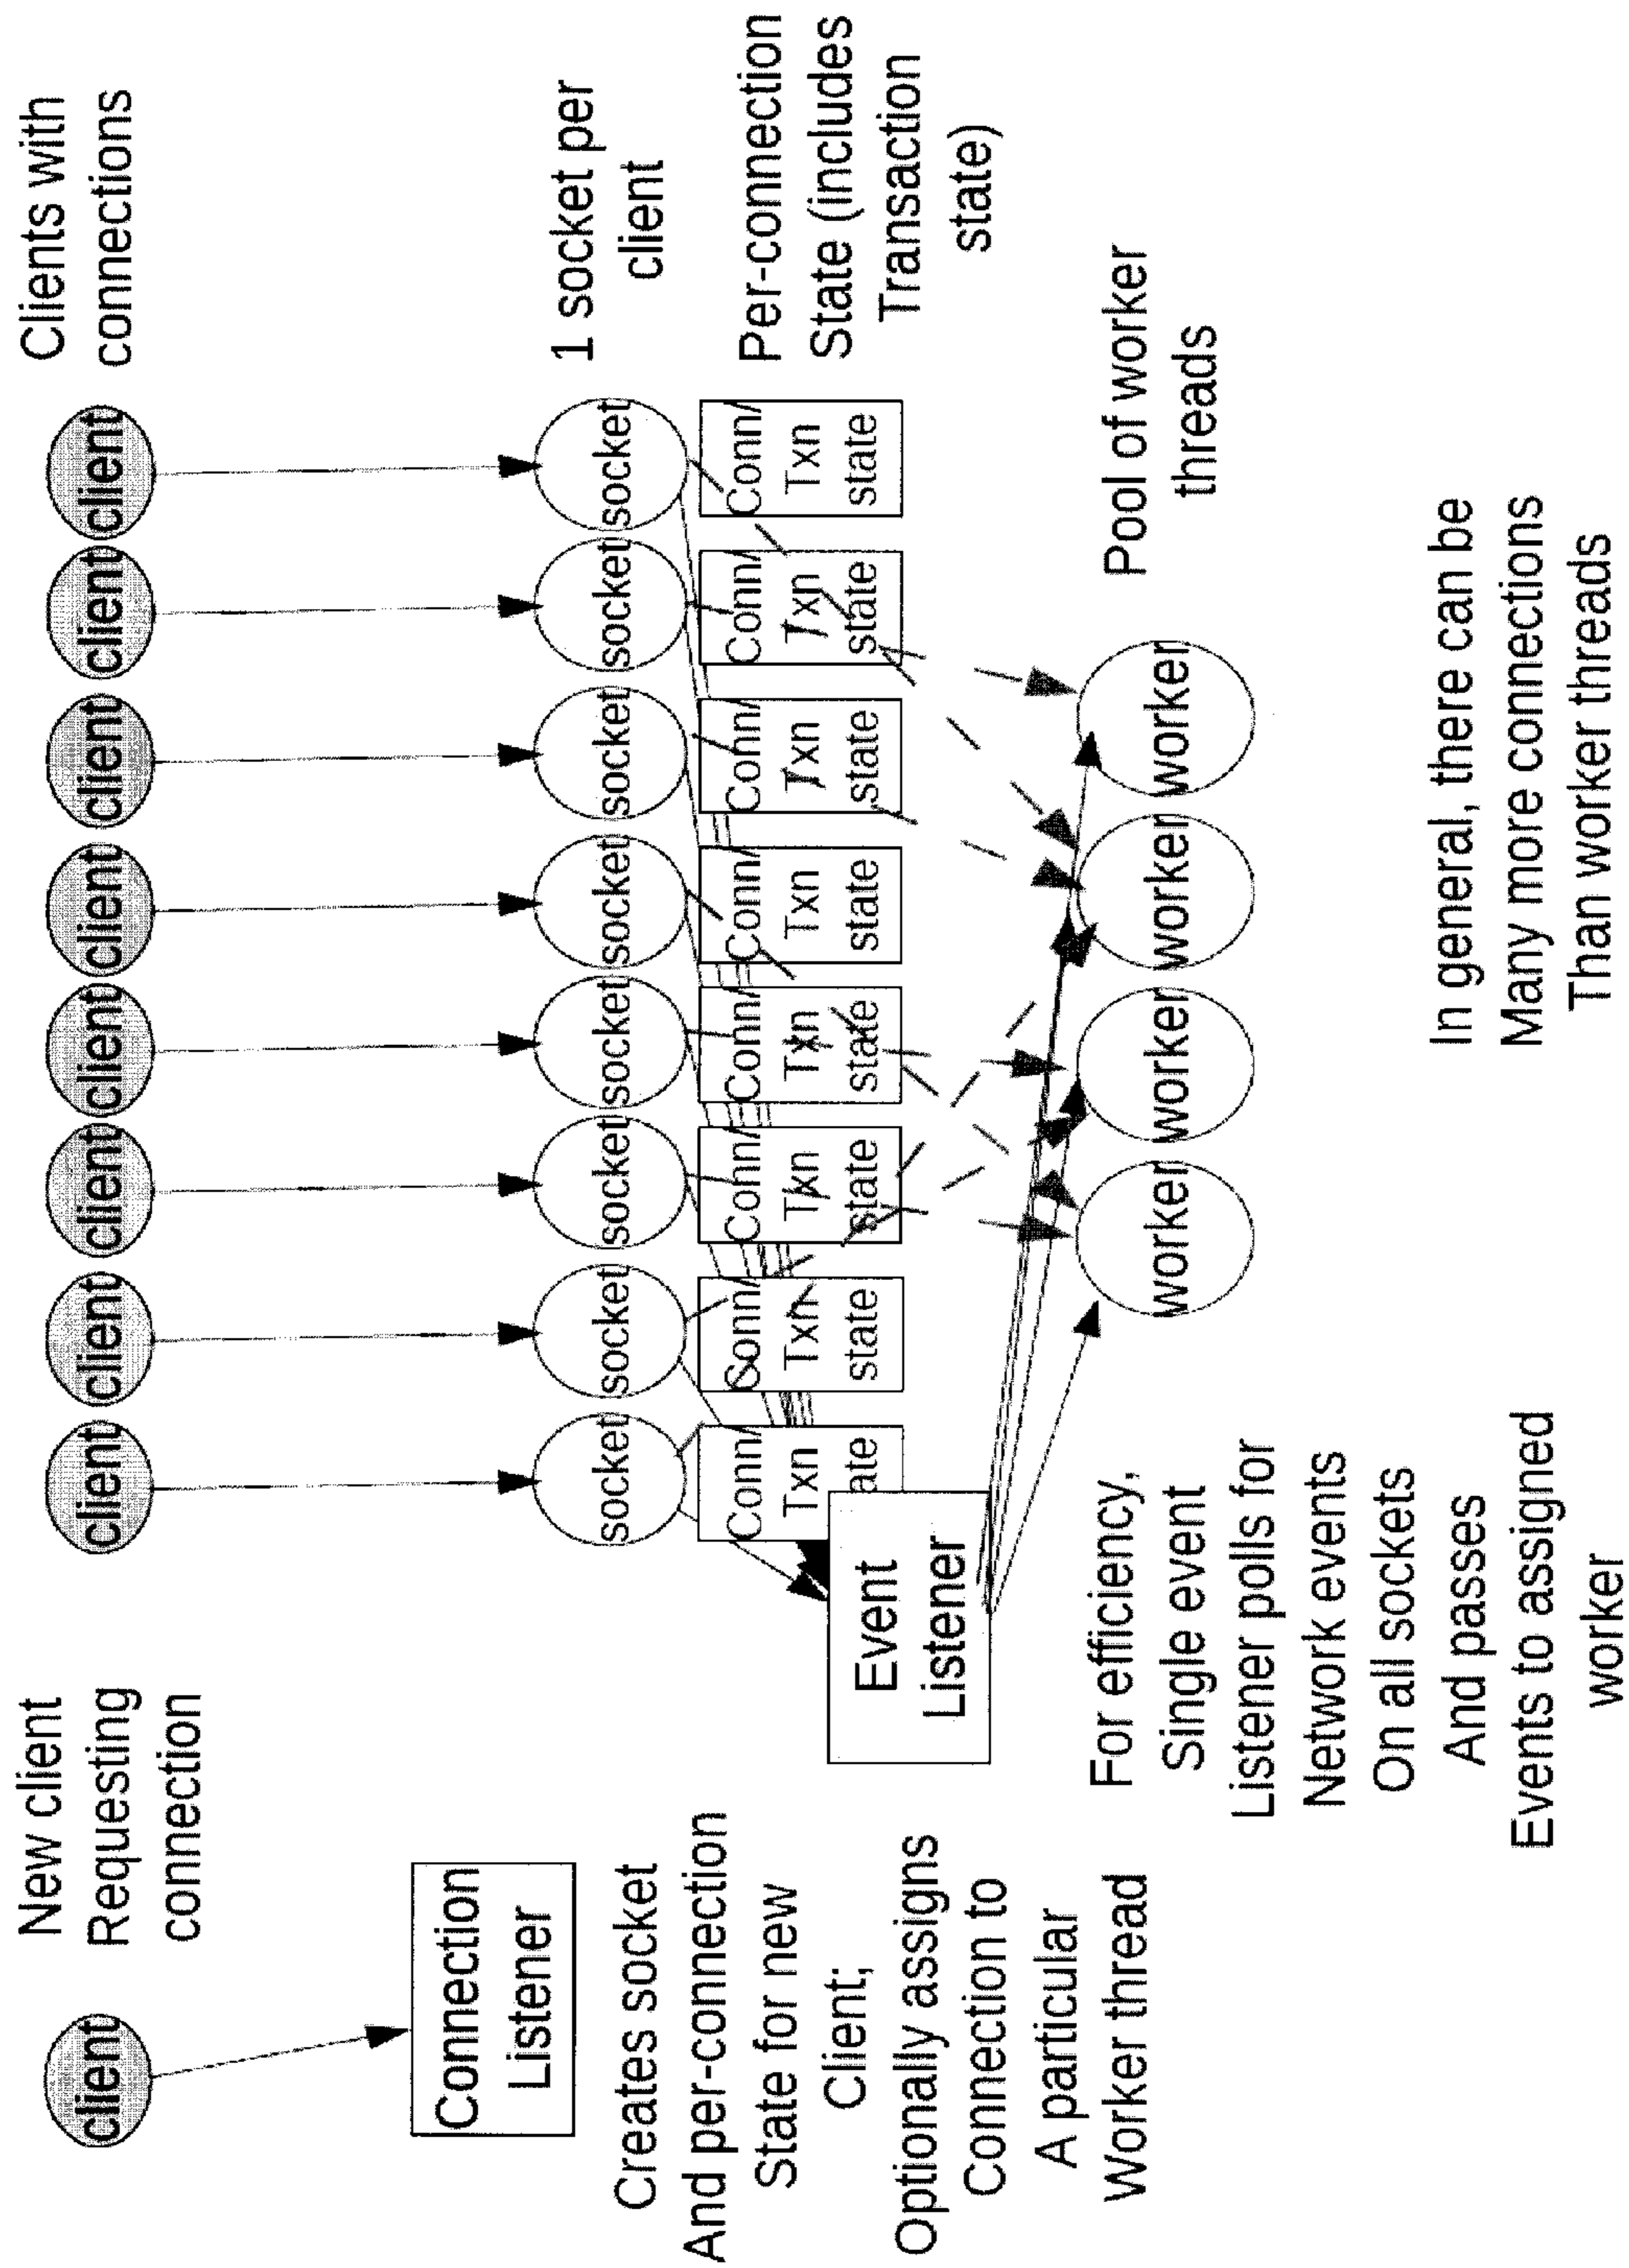 New client
Requesting
connection
Clients with
connections
client
client
client
client
client
client
client
client
client
Connection
Listener
Creates socket
And per-connection
State for new
Client;
Optionally assigns
Connection to
A particular
Worker thread
socket
socket
socket
socket
socket
socket
socket
socket
1 socket per
client
Conn/
Txn
ate
Conn/
Txn
state
Conn/
Txn
state
Conn/
Txn
state
Conn/
Txn
state
Conn/
Txn
state
Conn/
Txn
state
Conn/
Txn
state
Per-connection
State (includes
Transaction
state)
Event
Listener
For efficiency,
Single event
Listener polls for
Network events
On all sockets
And passes
Events to assigned
worker
worker
worker
worker
worker
Pool of worker
threads
In general, there can be
Many more connections
Than worker threads